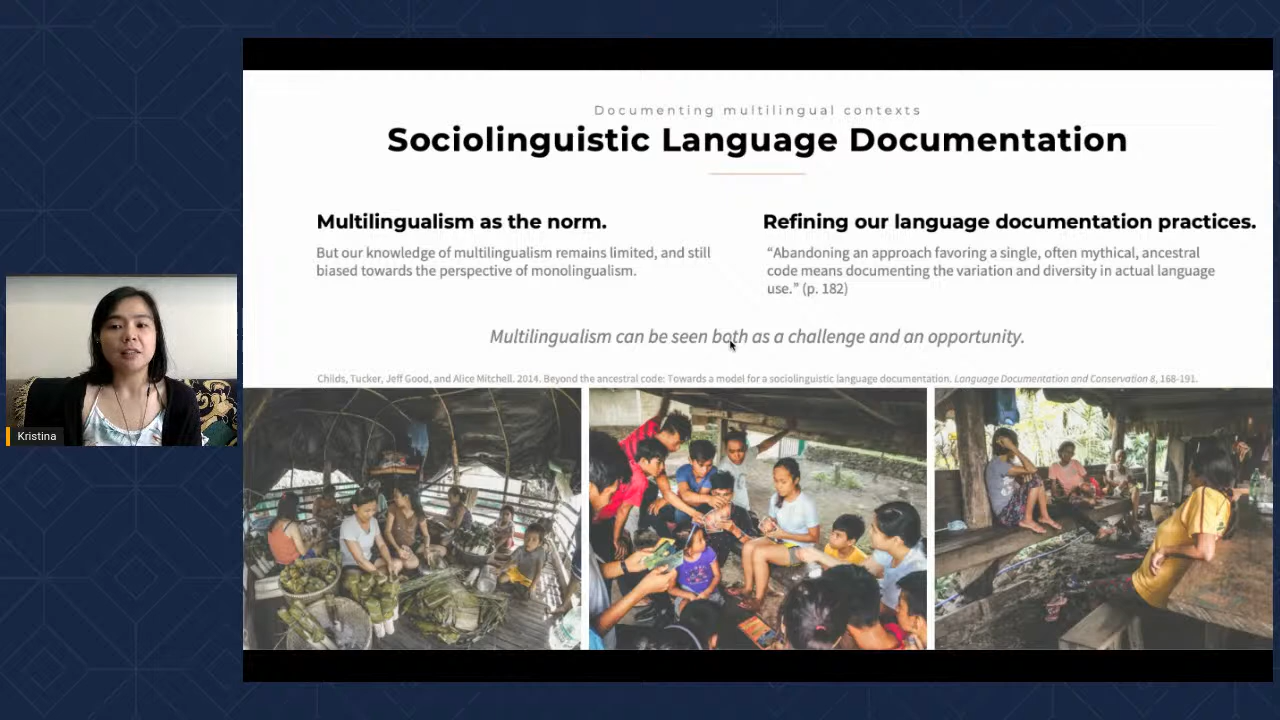 Documenting multilingual contexts
Sociolinguistic Language Documentation
Multilingualism as the norm.
But our knowledge of multilingualism remains limited, and still
biased towards the perspective of monolingualism.
Refining our language documentation practices.
“Abandoning an approach favoring a single, often mythical, ancestral
code means documenting the variation and diversity in actual language
use.” (p. 182)
Multilingualism can be seen both as a challenge and an opportunity.
Childs, Tucker, Jeff Good, and Alice Mitchell. 2014. Beyond the ancestral code: Towards a model for a sociolinguistic language documentation. Language Documentation and Conservation 8, 168-191.
Kristina